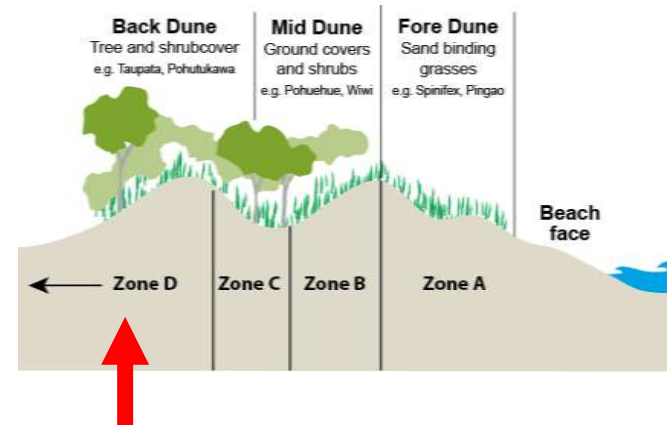 Back Dune
Tree and shrubcover
e.g. Taupata, Pohutukawa
Mid Dune
Ground covers
and shrubs
e.g. Pohuehue, Wiwi
Fore Dune
Sand binding
grasses
e.g. Spinifex, Pingao
Beach
face
Zone D
Zone C
Zone B
Zone A